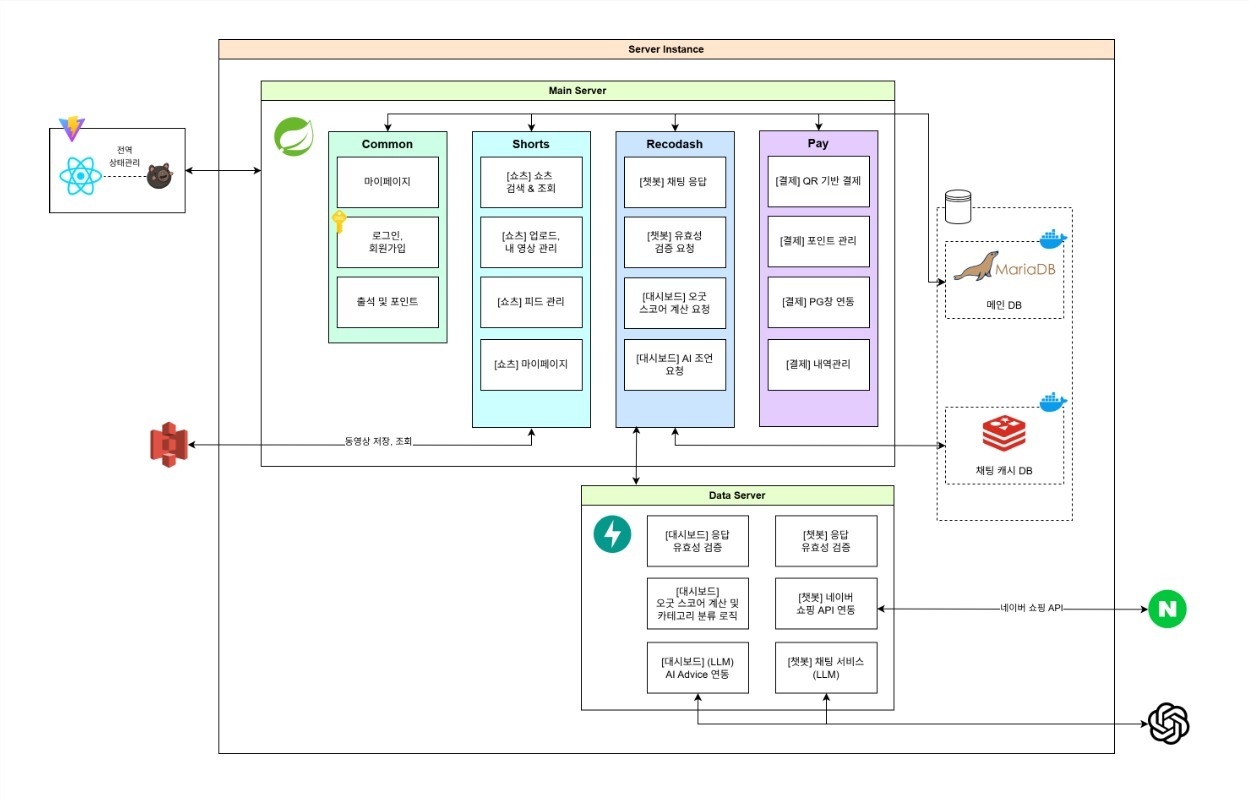 Server Instance
Main Server
전역
상태관리
Common
마이페이지
로그인,
회원가입
출석 및 포인트
Shorts
[쇼츠] 쇼츠
검색 & 조회
[쇼츠] 업로드,
내 영상 관리
[쇼츠] 피드 관리
[쇼츠] 마이페이지
Recodash
[챗봇] 채팅 응답
[챗봇] 유효성
검증 요청
[대시보드] 오굿
스코어 계산 요청
[대시보드] AI 조언
요청
Pay
[결제] QR 기반 결제
[결제] 포인트 관리
[결제] PG창 연동
[결제] 내역관리
MariaDB
메인 DB
채팅 캐시 DB
동영상 저장, 조회
Data Server
[대시보드] 응답
유효성 검증
[챗봇] 응답
유효성 검증
[대시보드]
오굿 스코어 계산 및
카테고리 분류 로직
[챗봇] 네이버
쇼핑 API 연동
[대시보드] (LLM)
AI Advice 연동
[챗봇] 채팅 서비스
(LLM)
네이버 쇼핑 API
N